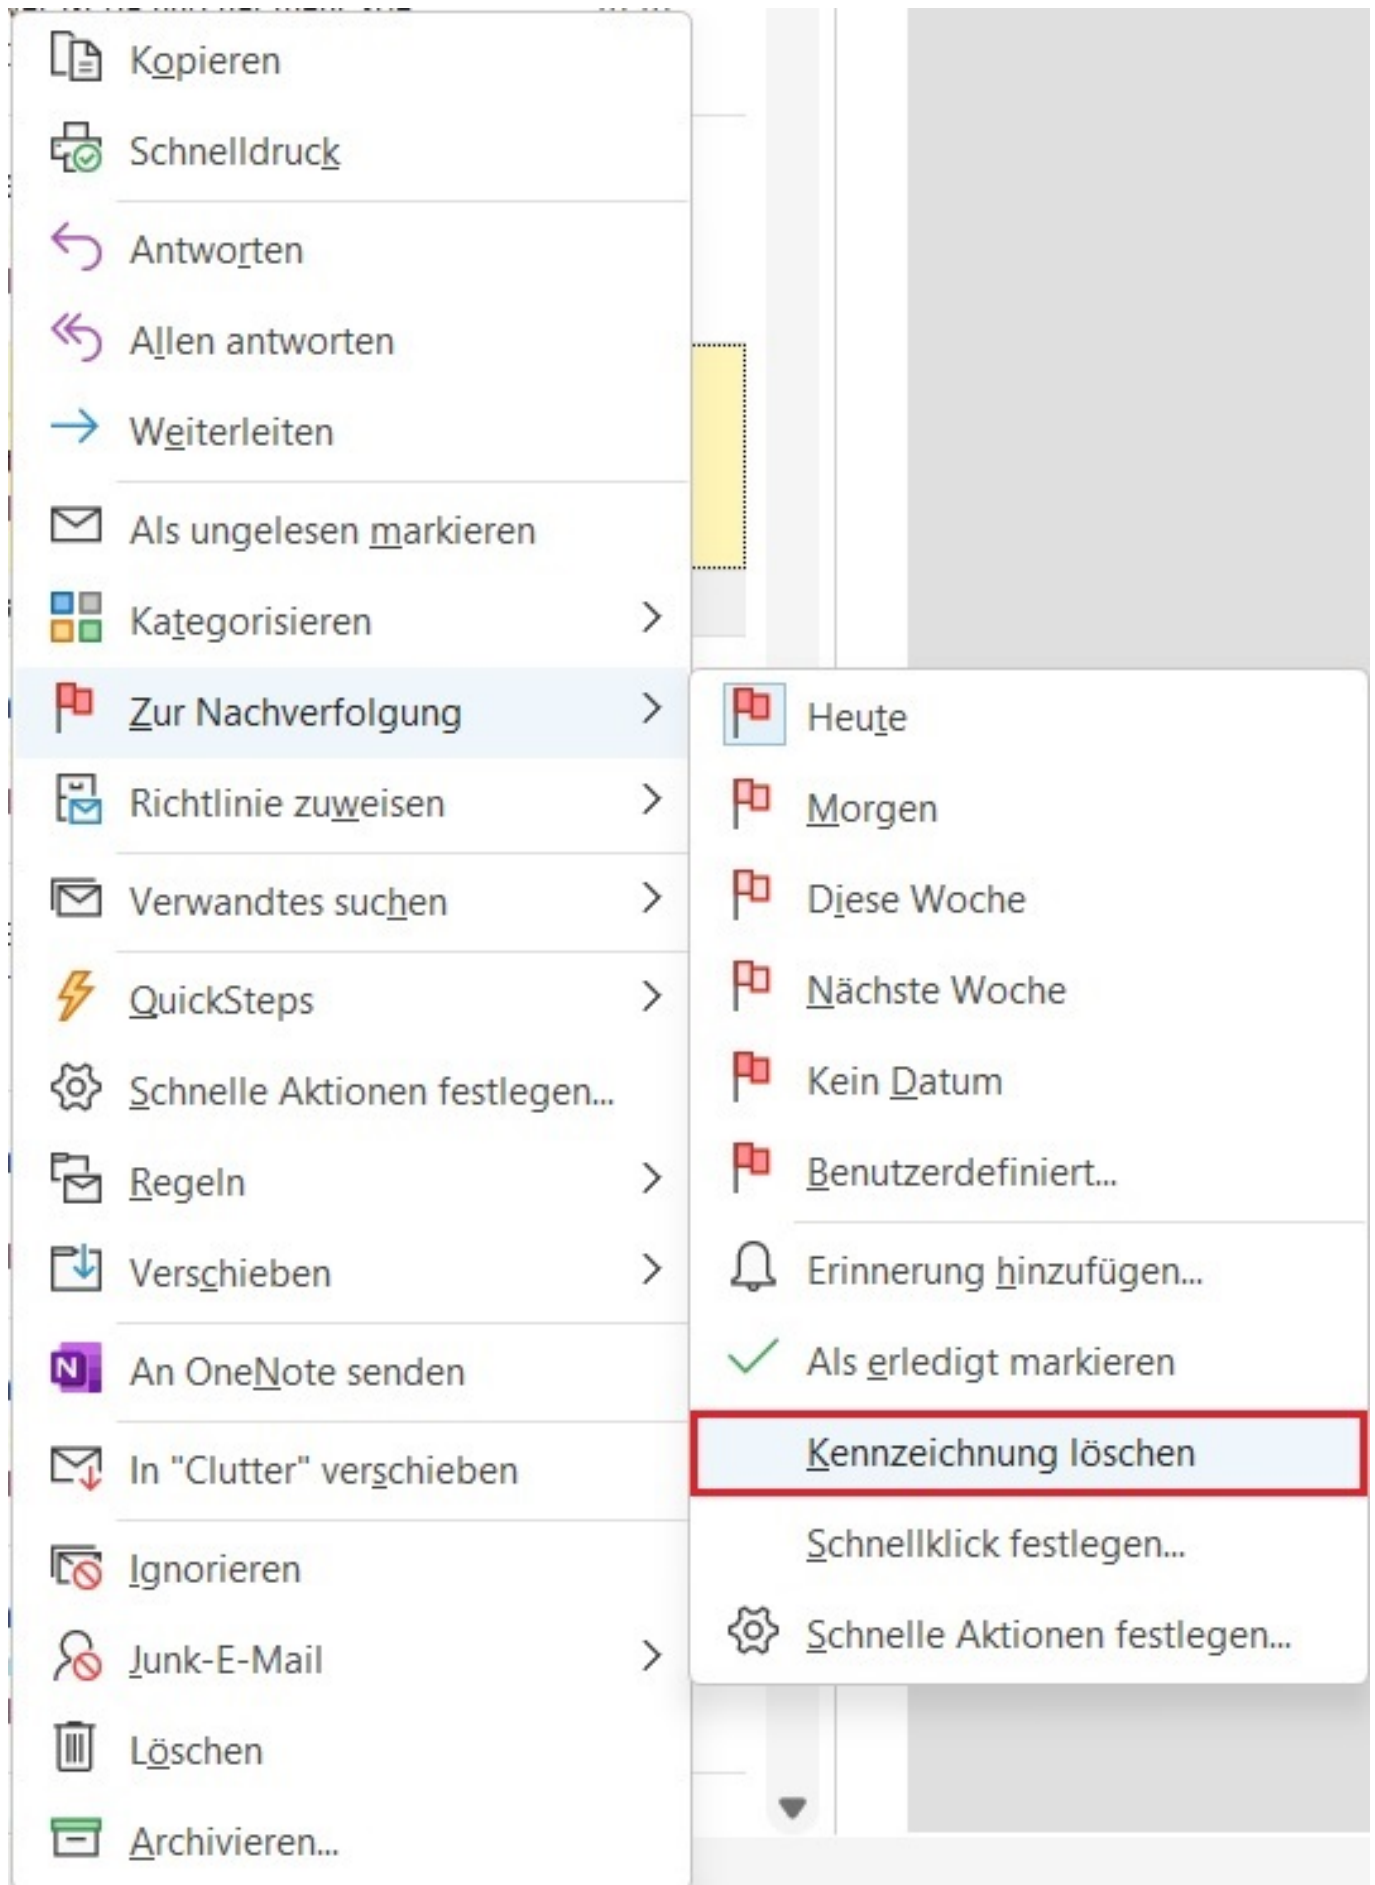 Kopieren
Schnelldruck
Antworten
Allen antworten
Weiterleiten
Als ungelesen markieren
Kategorisieren
Zur Nachverfolgung
Richtlinie zuweisen
Verwandtes suchen
QuickSteps
Schnelle Aktionen festlegen...
Regeln
Verschieben
An OneNote senden
In "Clutter" verschieben
Ignorieren
Junk-E-Mail
Löschen
Archivieren...
Heute
Morgen
Diese Woche
Nächste Woche
Kein Datum
Benutzerdefiniert...
Erinnerung hinzufügen...
Als erledigt markieren
Kennzeichnung löschen
Schnellklick festlegen...
Schnelle Aktionen festlegen...